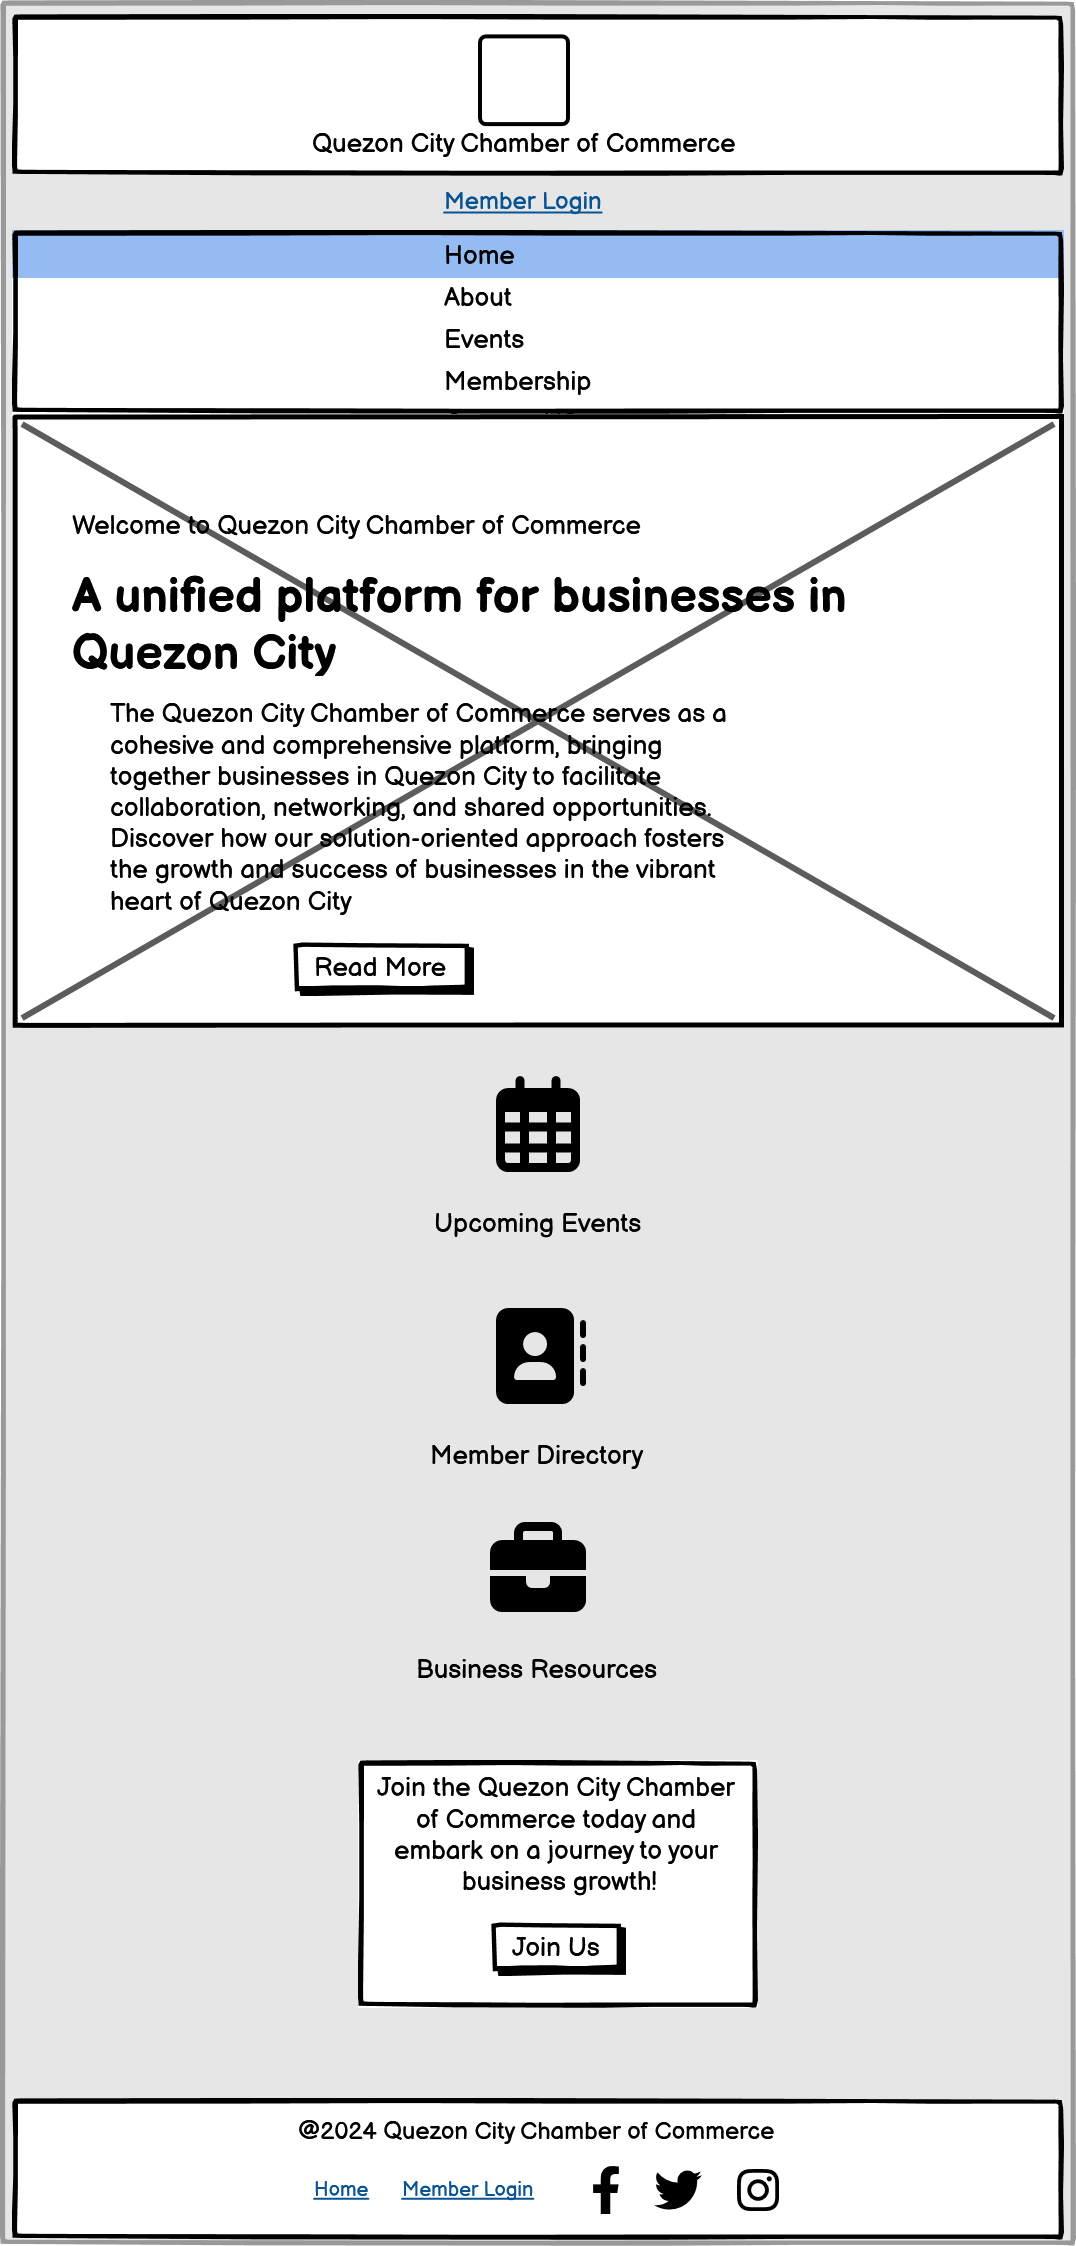 Quezon City Chamber of Commerce
Member Login
Home
About
Events
Membership
Welcome to Quezon City Chamber of Commerce
A unified platform for businesses in
Quezon City
The Quezon City Chamber of Commerce serves as a
cohesive and comprehensive platform, bringing
together businesses in Quezon City to facilitate
collaboration, networking, and shared opportunities.
Discover how our solution-oriented approach fosters
the growth and success of businesses in the vibrant
heart of Quezon City
Read More
Upcoming Events
Member Directory
Business Resources
Join the Quezon City Chamber
of Commerce today and
embark on a journey to your
business growth!
Join Us
@2024 Quezon City Chamber of Commerce
Home Member Login